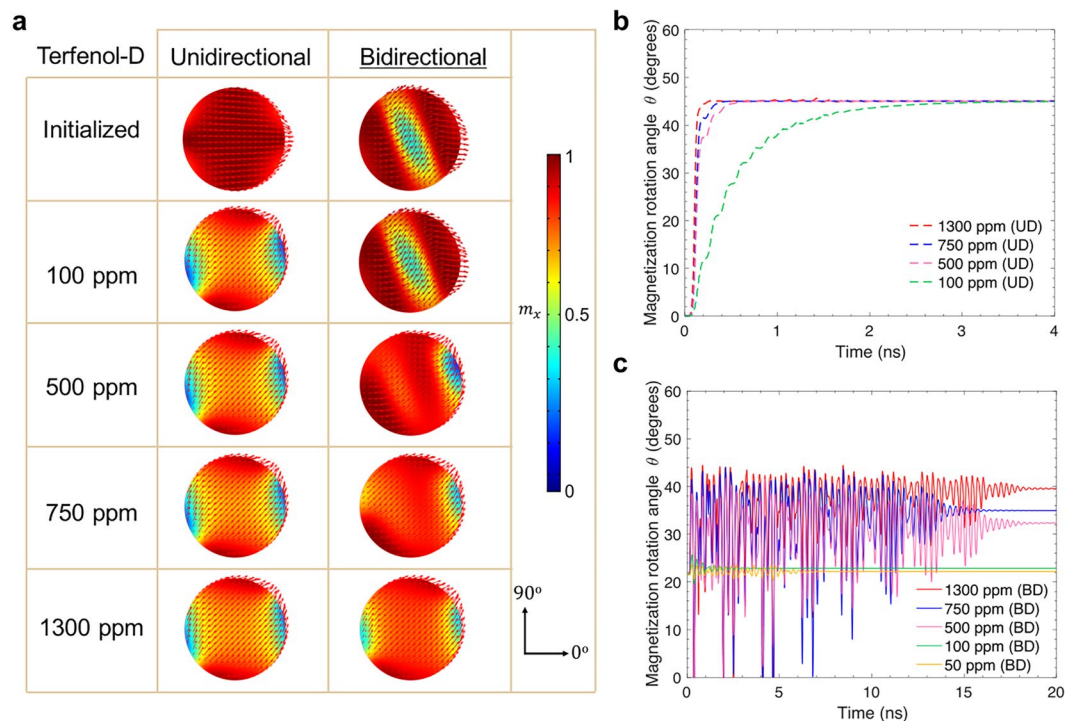 a
Terfenol-D Unidirectional Bidirectional
Initialized
100 ppm
500 ppm
750 ppm
1300 ppm
1
m_x 0.5
0
90º
0º
b
Magnetization rotation angle θ (degrees)
60
50
40
30
20
10
0
1300 ppm (UD)
750 ppm (UD)
500 ppm (UD)
100 ppm (UD)
0 1 2 3 4
Time (ns)
c
Magnetization rotation angle θ (degrees)
60
50
40
30
20
10
0
1300 ppm (BD)
750 ppm (BD)
500 ppm (BD)
100 ppm (BD)
50 ppm (BD)
0 5 10 15 20
Time (ns)